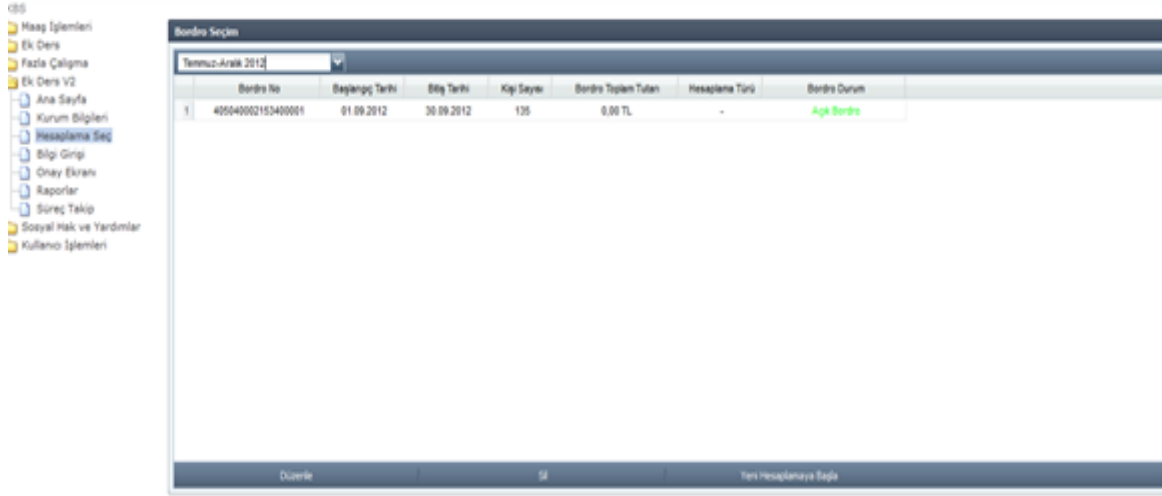 KBS
Maaş İşlemleri
Ek Ders
Fazla Çalışma
Ek Ders V2
Ana Sayfa
Kurum Bilgileri
Hesaplama Seç
Bilgi Girişi
Onay Ekranı
Raporlar
Süreç Takip
Sosyal Hak ve Yardımlar
Kullanıcı İşlemleri
Bordro Seçim
Temmuz-Aralık 2012
Bordro No Başlangıç Tarihi Bitiş Tarihi Kişi Sayısı Bordro Toplam Tutarı Hesaplama Türü Bordro Durum
1 405040002153400001 01.09.2012 30.09.2012 135 0,00 TL - Açık Bordro
Düzenle Sil Yeni Hesaplamaya Başla